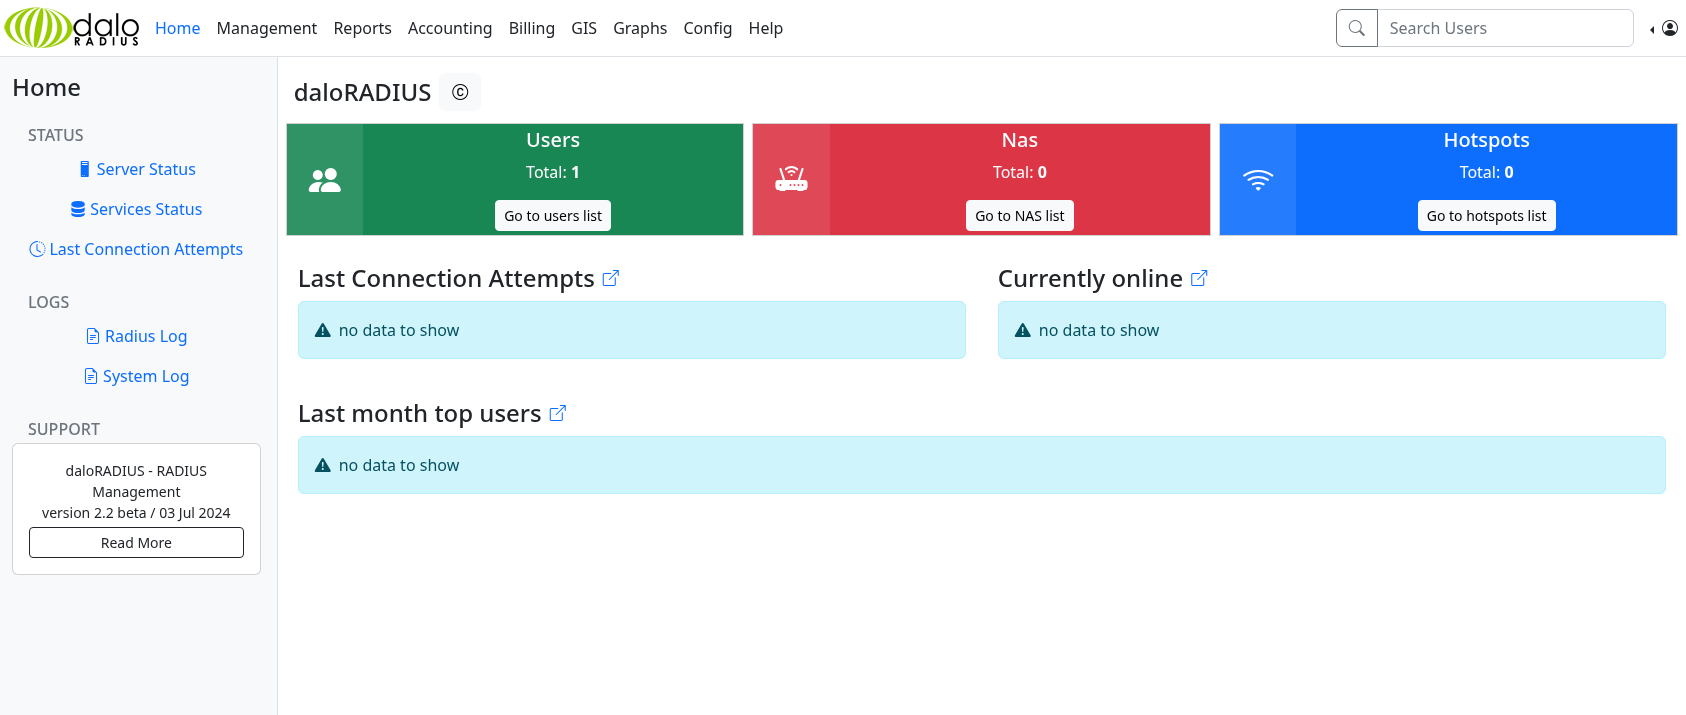 dalo
RADIUS
Home Management Reports Accounting Billing GIS Graphs Config Help
Search Users
Home
STATUS
Server Status
Services Status
Last Connection Attempts
LOGS
Radius Log
System Log
SUPPORT
daloRADIUS - RADIUS
Management
version 2.2 beta / 03 Jul 2024
Read More
daloRADIUS ©
Users
Total: 1
Go to users list
Nas
Total: 0
Go to NAS list
Hotspots
Total: 0
Go to hotspots list
Last Connection Attempts
no data to show
Currently online
no data to show
Last month top users
no data to show